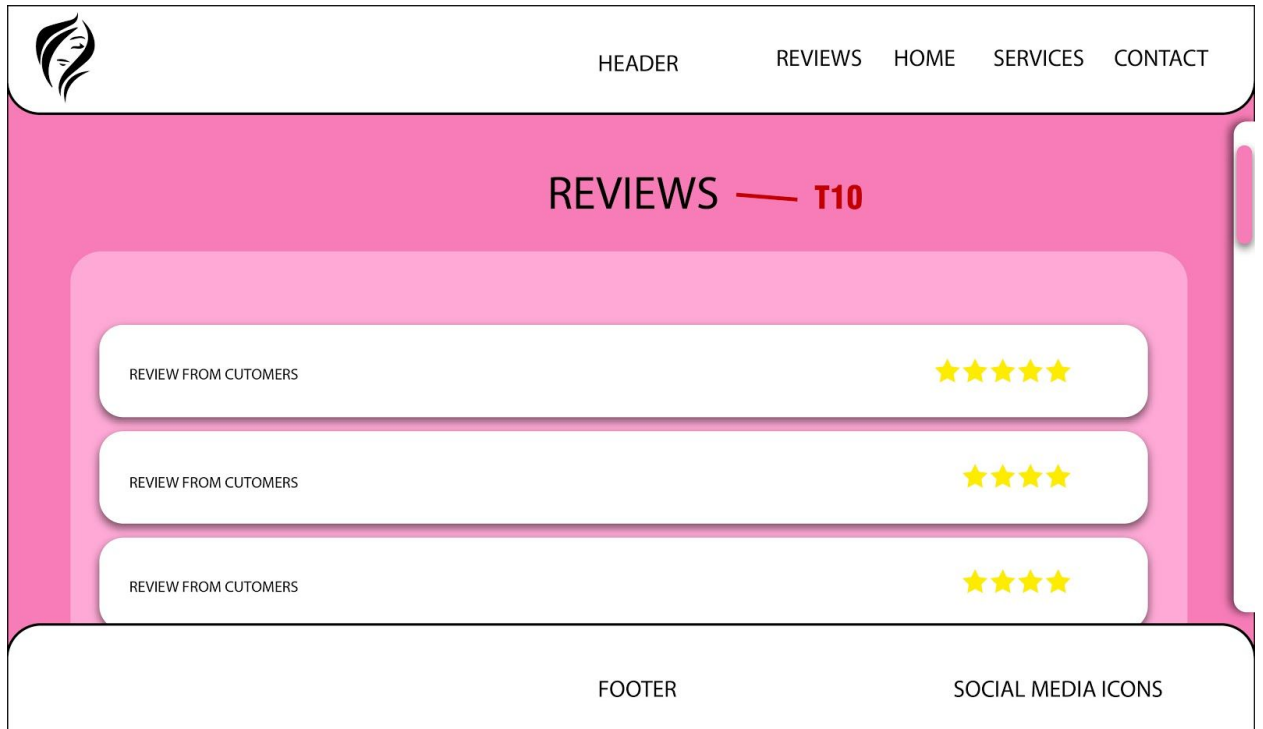 HEADER REVIEWS HOME SERVICES CONTACT
REVIEWS T10
REVIEW FROM CUTOMERS
REVIEW FROM CUTOMERS
REVIEW FROM CUTOMERS
FOOTER SOCIAL MEDIA ICONS